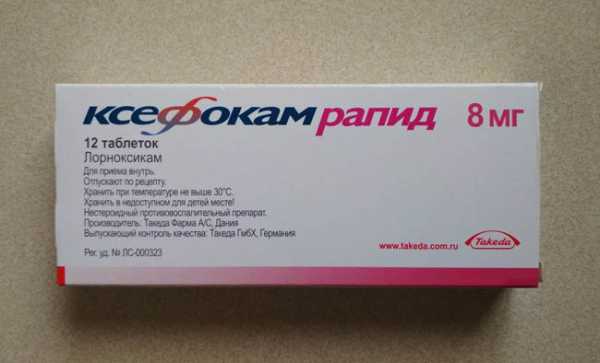 ксефокам рапид 8 мг
12 таблеток
Лорноксикам
Для приема внутрь.
Отпускают по рецепту.
Хранить при температуре не выше 30°С.
Хранить в недоступном для детей месте!
Нестероидный противовоспалительный препарат.
Производитель: Такеда Фарма А/С, Дания
Выпускающий контроль качества: Такеда ГмбХ, Германия
Рег. уд. № ЛС-000323
www.takeda.com.ru
Takeda